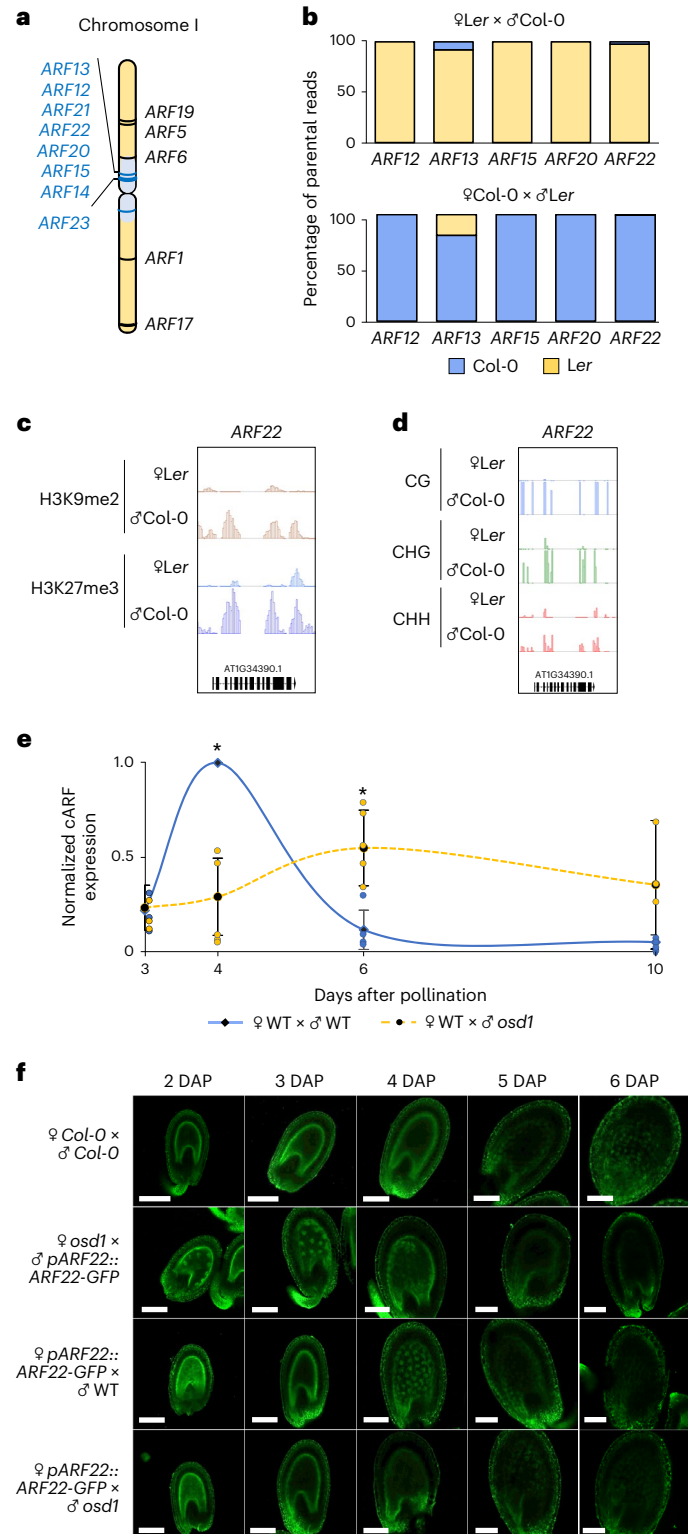 a
Chromosome I
ARF13
ARF12
ARF21
ARF22
ARF20
ARF15
ARF14
ARF23
ARF19
ARF5
ARF6
ARF1
ARF17
b
♀Ler × ♂Col-0
Percentage of parental reads
100
50
0
ARF12 ARF13 ARF15 ARF20 ARF22
♀Col-0 × ♂Ler
100
50
0
ARF12 ARF13 ARF15 ARF20 ARF22
Col-0 Ler
c
ARF22
H3K9me2
♀Ler
♂Col-0
H3K27me3
♀Ler
♂Col-0
AT1G34390.1
d
ARF22
CG
♀Ler
♂Col-0
CHG
♀Ler
♂Col-0
CHH
♀Ler
♂Col-0
AT1G34390.1
e
Normalized cARF
expression
1.0
0.5
0
*
*
3 4 6 10
Days after pollination
♀ WT × ♂ WT ♀ WT × ♂ osd1
f
2 DAP 3 DAP 4 DAP 5 DAP 6 DAP
♀ Col-0 ×
♂ Col-0
♀ osd1 ×
♂ pARF22::
ARF22-GFP
♀ pARF22::
ARF22-GFP ×
♂ WT
♀ pARF22::
ARF22-GFP ×
♂ osd1